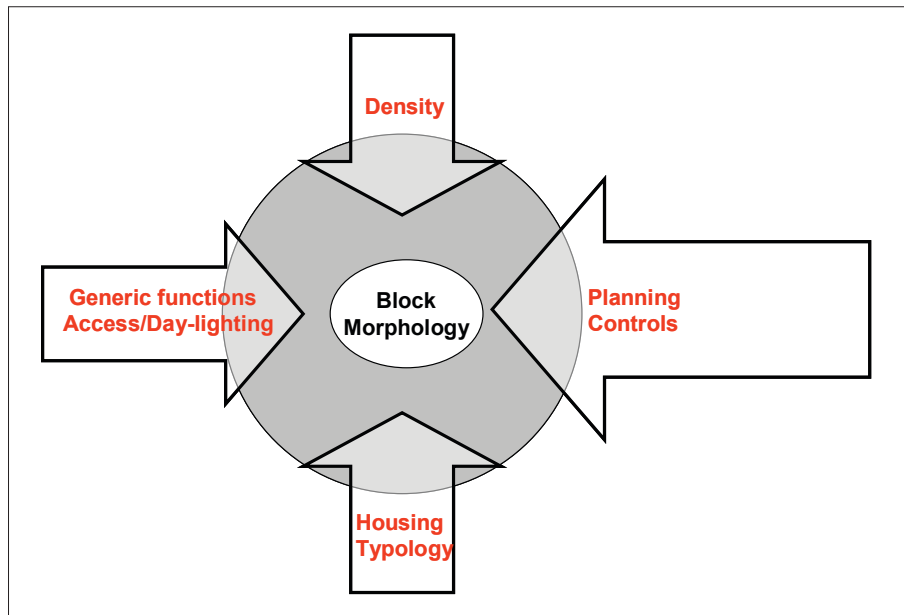 Density
Generic functions
Access/Day-lighting
Block
Morphology
Planning
Controls
Housing
Typology